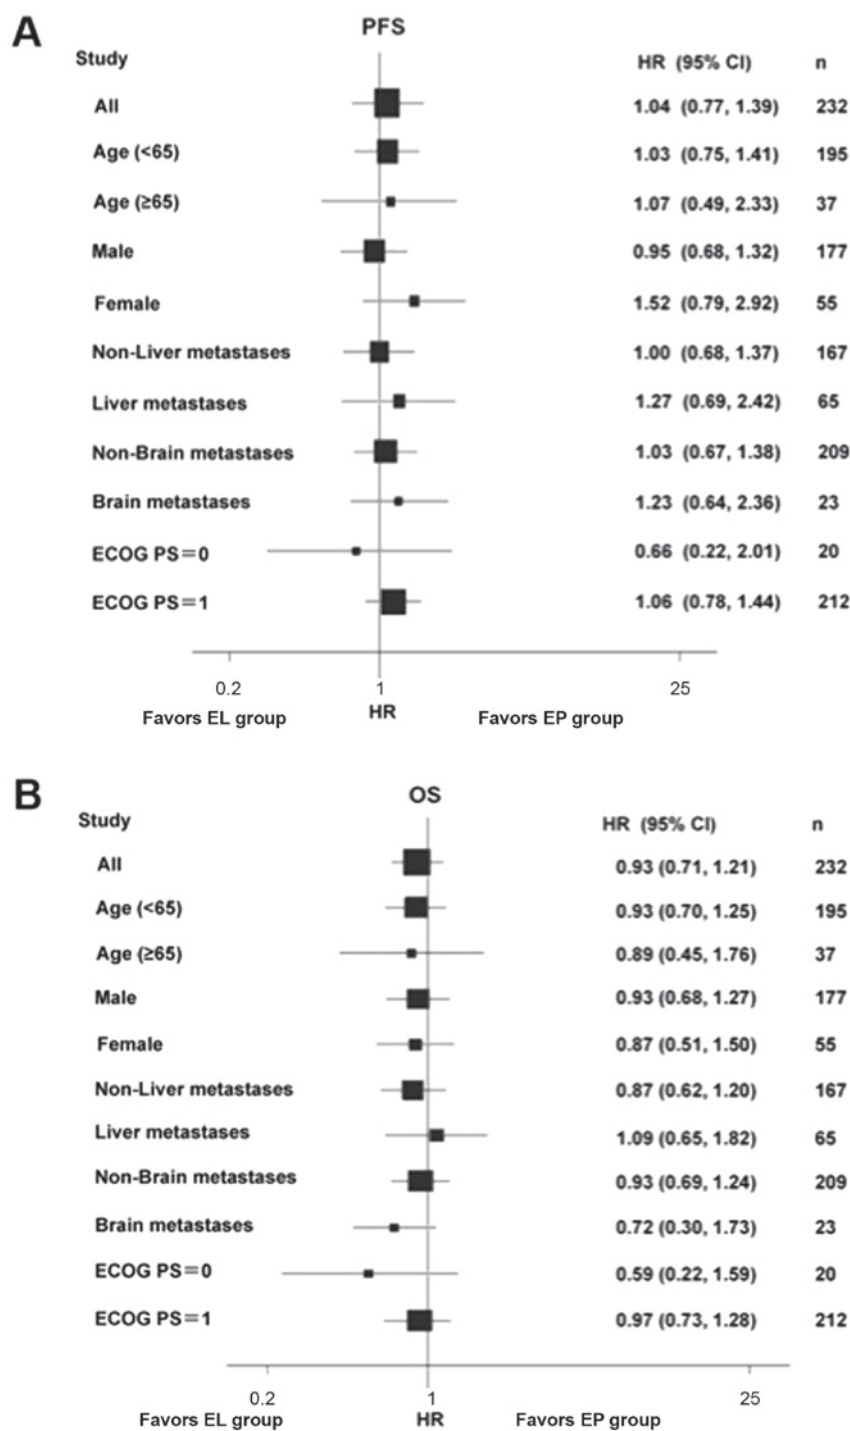 A
PFS
Study HR (95% CI) n
All 1.04 (0.77, 1.39) 232
Age (<65) 1.03 (0.75, 1.41) 195
Age (≥65) 1.07 (0.49, 2.33) 37
Male 0.95 (0.68, 1.32) 177
Female 1.52 (0.79, 2.92) 55
Non-Liver metastases 1.00 (0.68, 1.37) 167
Liver metastases 1.27 (0.69, 2.42) 65
Non-Brain metastases 1.03 (0.67, 1.38) 209
Brain metastases 1.23 (0.64, 2.36) 23
ECOG PS=0 0.66 (0.22, 2.01) 20
ECOG PS=1 1.06 (0.78, 1.44) 212
0.2 1 25
Favors EL group HR Favors EP group
B
OS
Study HR (95% CI) n
All 0.93 (0.71, 1.21) 232
Age (<65) 0.93 (0.70, 1.25) 195
Age (≥65) 0.89 (0.45, 1.76) 37
Male 0.93 (0.68, 1.27) 177
Female 0.87 (0.51, 1.50) 55
Non-Liver metastases 0.87 (0.62, 1.20) 167
Liver metastases 1.09 (0.65, 1.82) 65
Non-Brain metastases 0.93 (0.69, 1.24) 209
Brain metastases 0.72 (0.30, 1.73) 23
ECOG PS=0 0.59 (0.22, 1.59) 20
ECOG PS=1 0.97 (0.73, 1.28) 212
0.2 1 25
Favors EL group HR Favors EP group